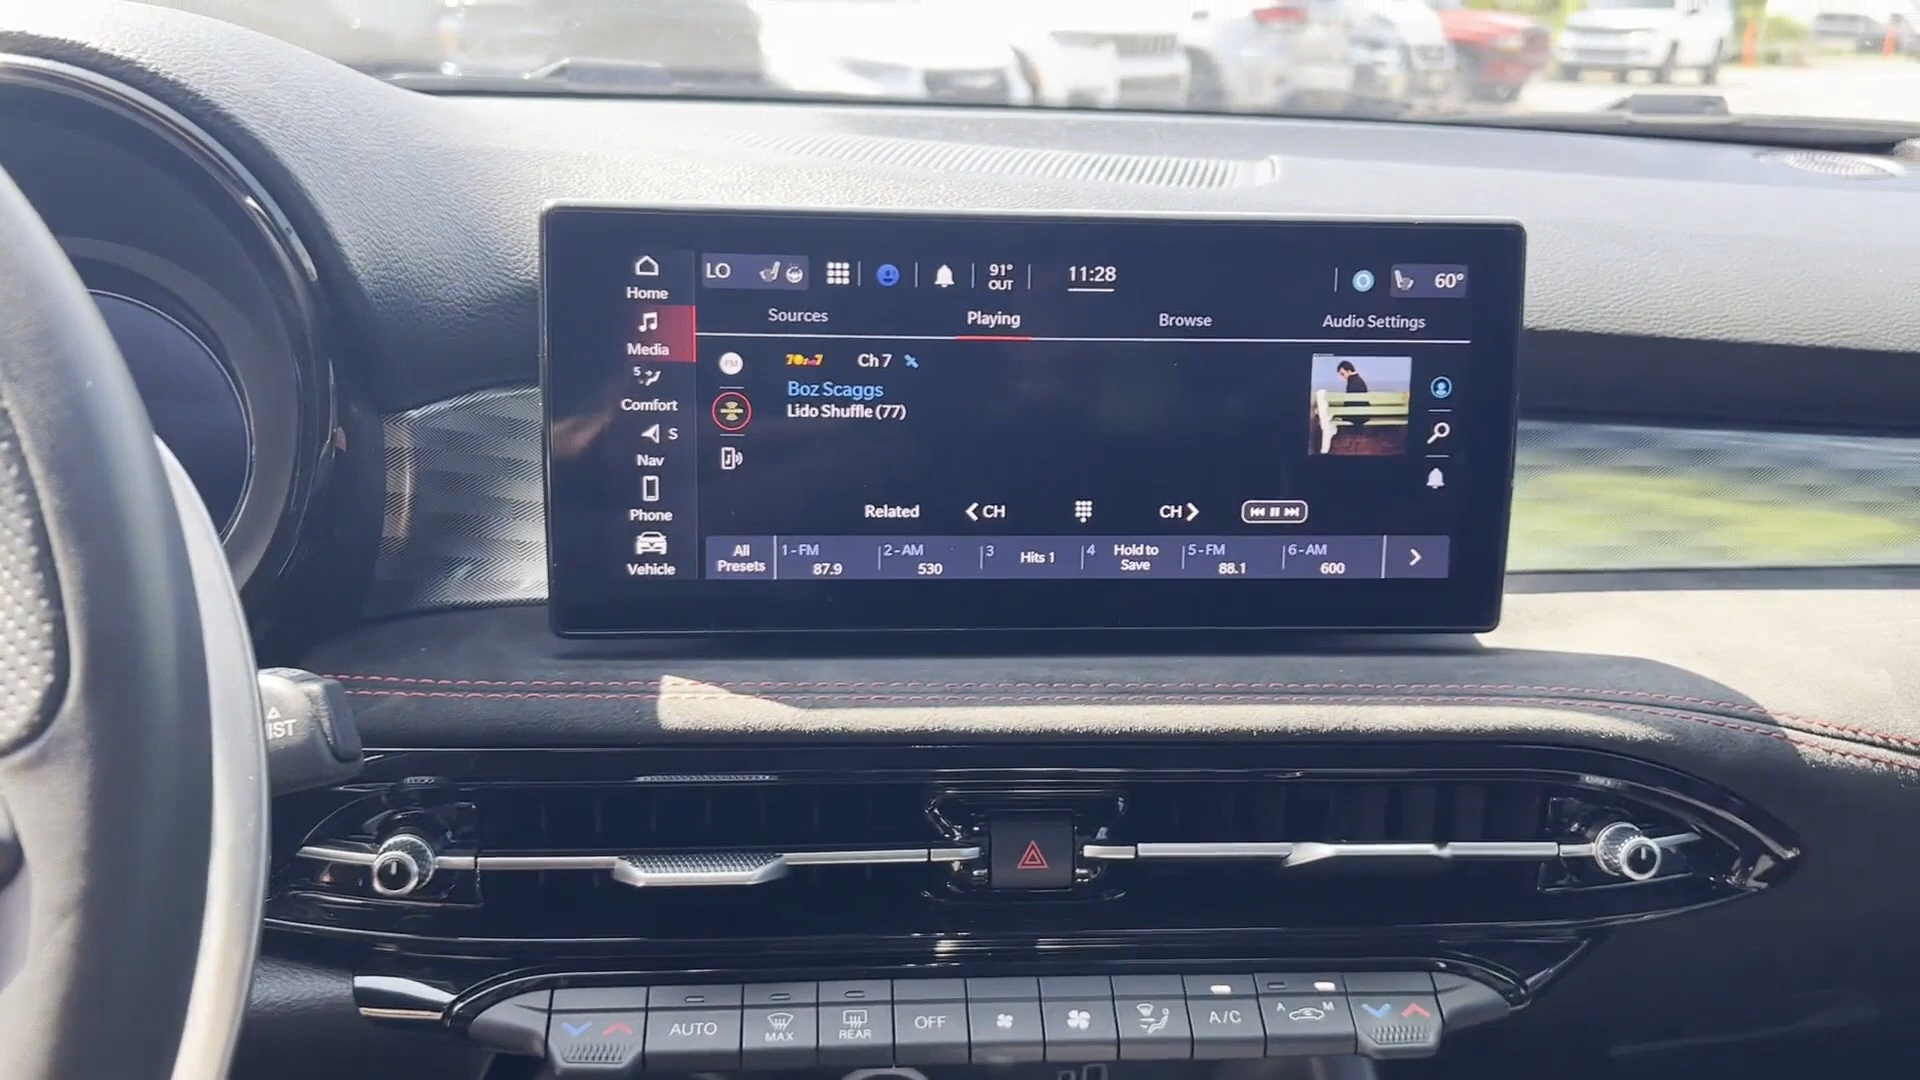 LO
91°
OUT
11:28
60°
Home
Media
5
Comfort
S
Nav
Phone
Vehicle
Sources
Playing
Browse
Audio Settings
FM
Ch 7
Boz Scaggs
Lido Shuffle (77)
Related
CH
CH
All
Presets
1-FM
87.9
2-AM
530
3
Hits 1
4
Hold to
Save
5-FM
88.1
6-AM
600
AUTO
MAX
REAR
OFF
A/C
A
M